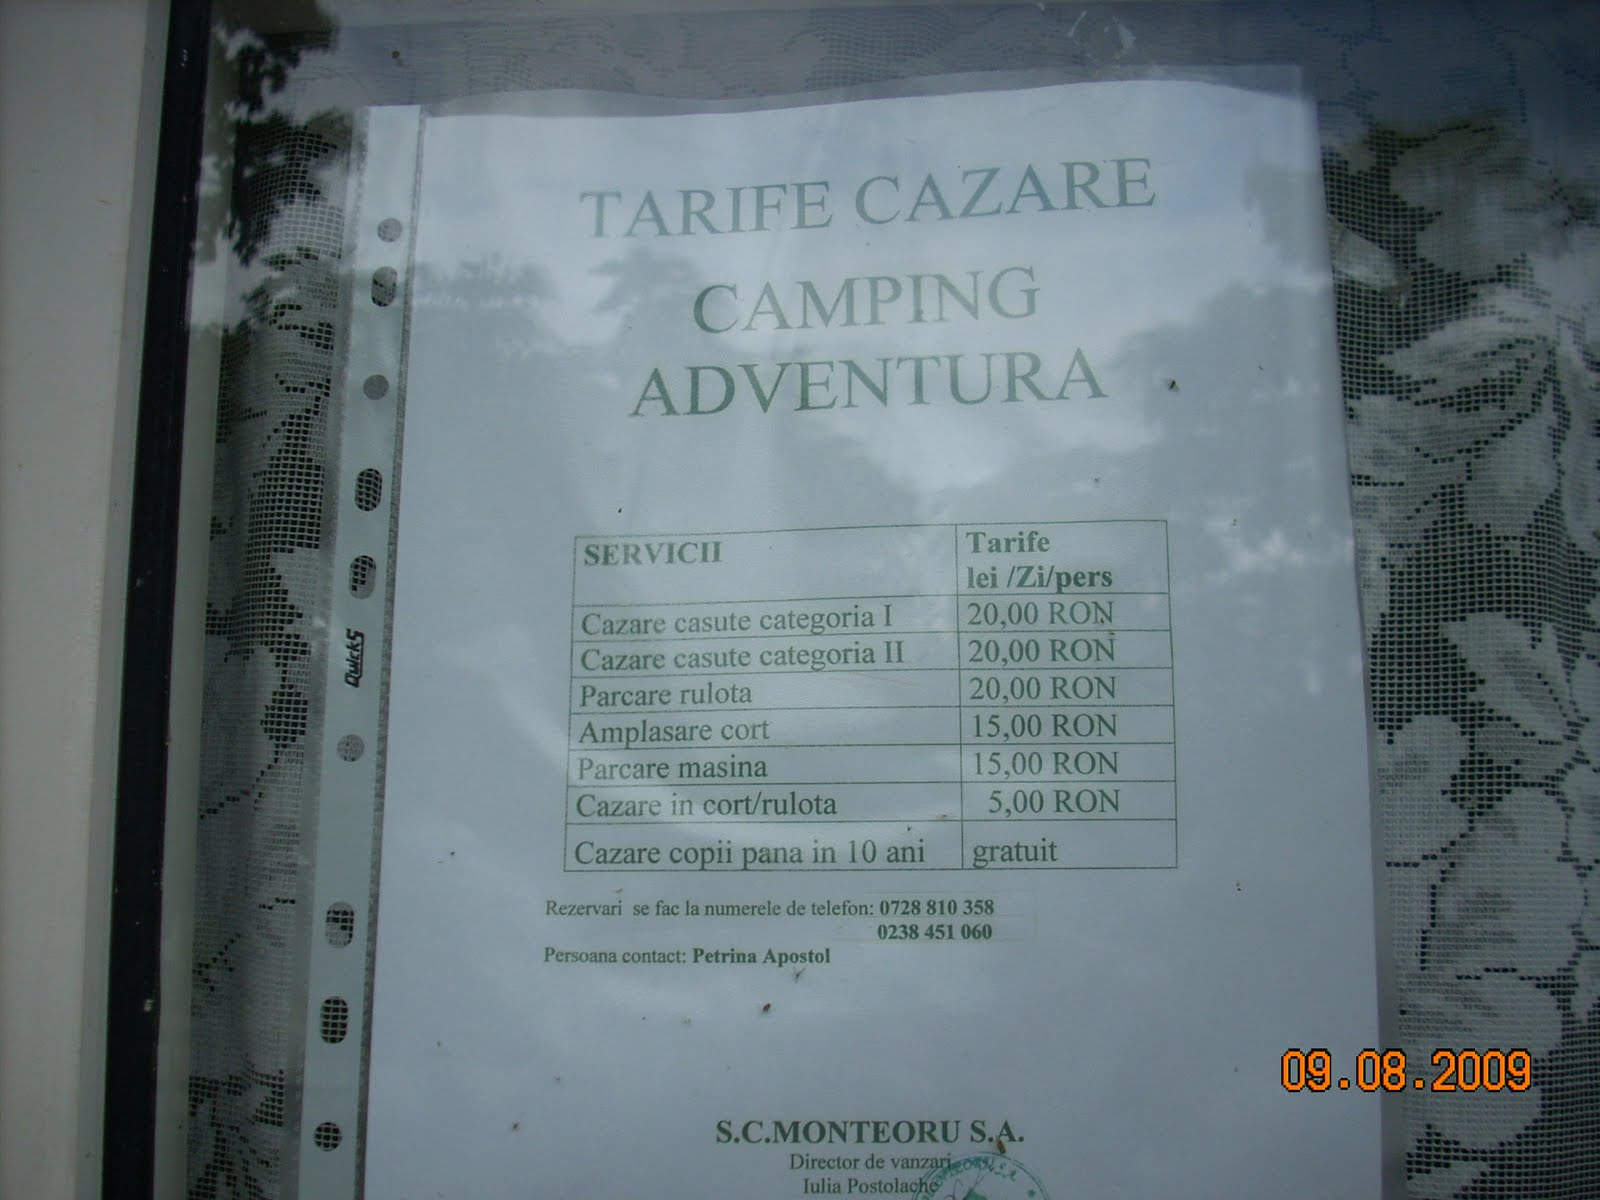 TARIFE CAZARE
CAMPING
ADVENTURA
SERVICII Tarife
lei /Zi/pers
Cazare casute categoria I 20,00 RON
Cazare casute categoria II 20,00 RON
Parcare rulota 20,00 RON
Amplasare cort 15,00 RON
Parcare masina 15,00 RON
Cazare in cort/rulota 5,00 RON
Cazare copii pana in 10 ani gratuit
Rezervari se fac la numerele de telefon: 0728 810 358
0238 451 060
Persoana contact: Petrina Apostol
S.C.MONTEORU S.A.
Director de vanzari
Iulia Postolache
QuickS
09.08.2009